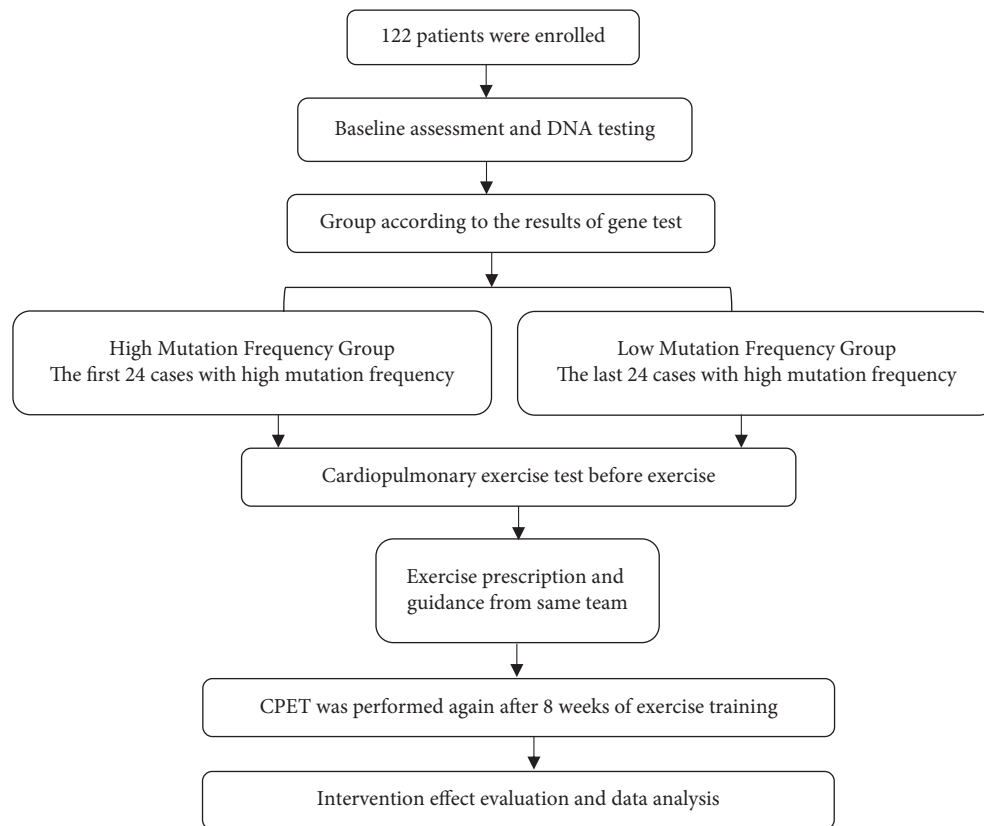 122 patients were enrolled
Baseline assessment and DNA testing
Group according to the results of gene test
High Mutation Frequency Group
The first 24 cases with high mutation frequency
Low Mutation Frequency Group
The last 24 cases with high mutation frequency
Cardiopulmonary exercise test before exercise
Exercise prescription and
guidance from same team
CPET was performed again after 8 weeks of exercise training
Intervention effect evaluation and data analysis